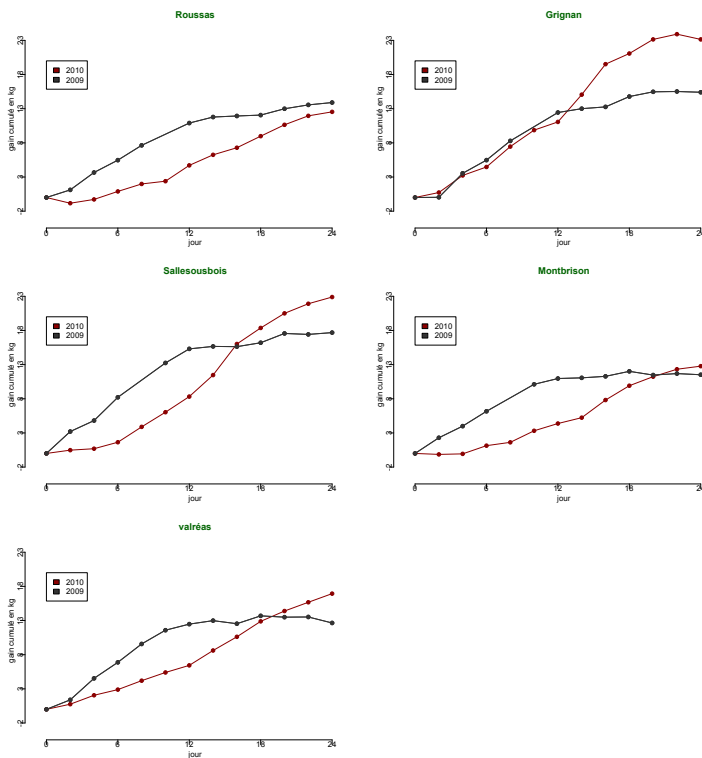 Roussas
gain cumulé en kg
23
18
13
8
3
-2
2010
2009
0 6 12 18 24
jour
Grignan
gain cumulé en kg
23
18
13
8
3
-2
2010
2009
0 6 12 18 24
jour
Sallesousbois
gain cumulé en kg
23
18
13
8
3
-2
2010
2009
0 6 12 18 24
jour
Montbrison
gain cumulé en kg
23
18
13
8
3
-2
2010
2009
0 6 12 18 24
jour
valréas
gain cumulé en kg
23
18
13
8
3
-2
2010
2009
0 6 12 18 24
jour